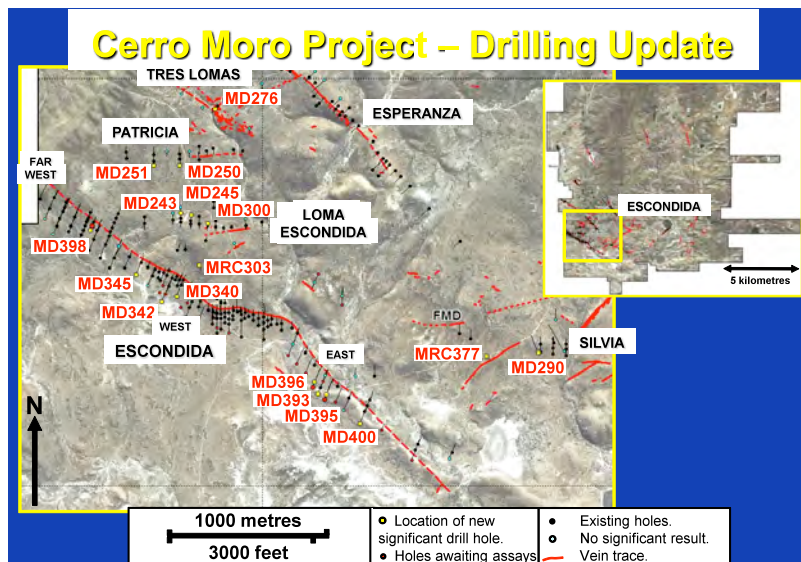 Cerro Moro Project – Drilling Update
TRES LOMAS
MD276
ESPERANZA
PATRICIA
FAR
WEST
MD251
MD250
MD245
MD243
MD300
LOMA
ESCONDIDA
ESCONDIDA
5 kilometres
MD398
MRC303
MD345
MD340
MD342
WEST
ESCONDIDA
FMD
EAST
MRC377
SILVIA
MD290
MD396
MD393
MD395
MD400
N
1000 metres
3000 feet
Location of new
significant drill hole.
Holes awaiting assays
Existing holes.
No significant result.
Vein trace.